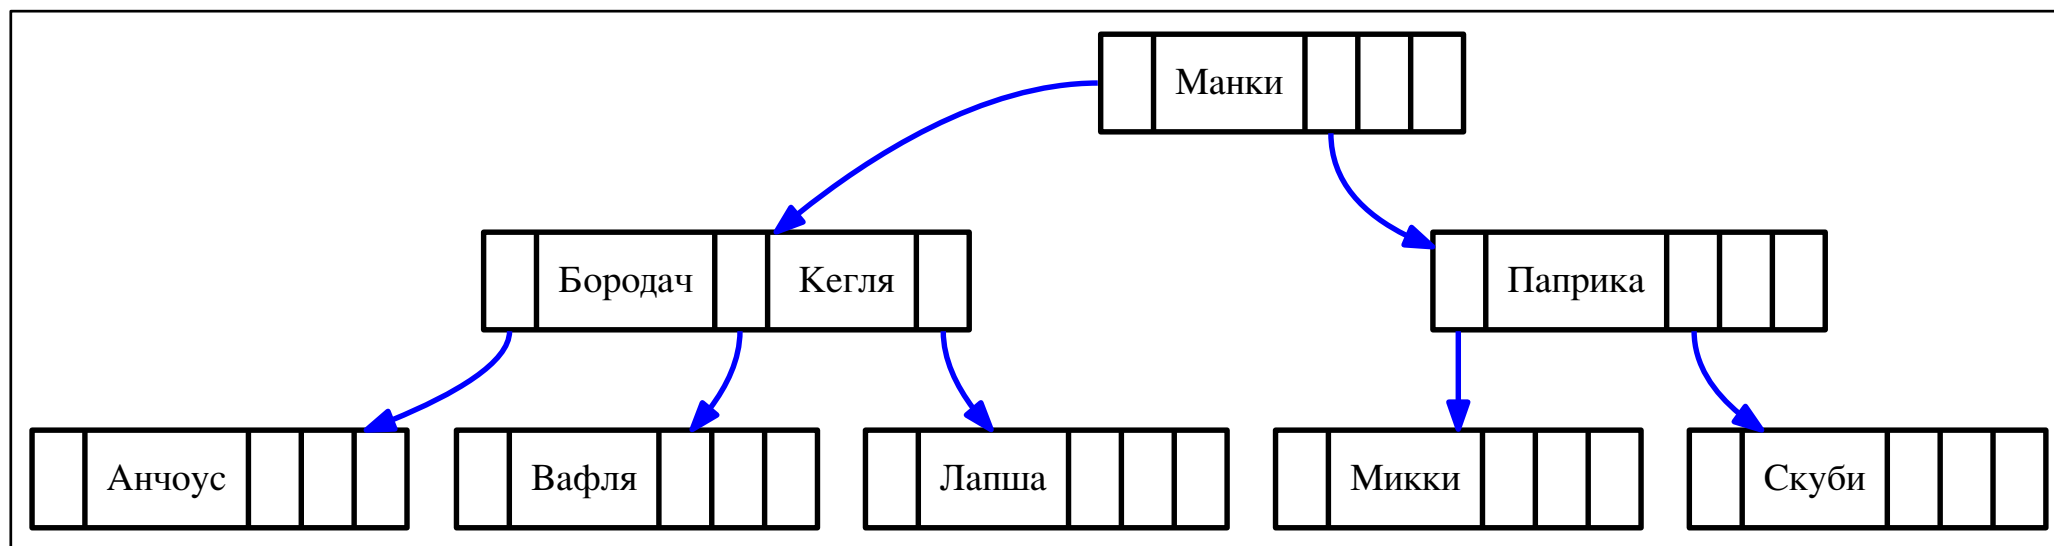 Манки
Бородач Кегля Паприка
Анчоус Вафля Лапша Микки Скуби